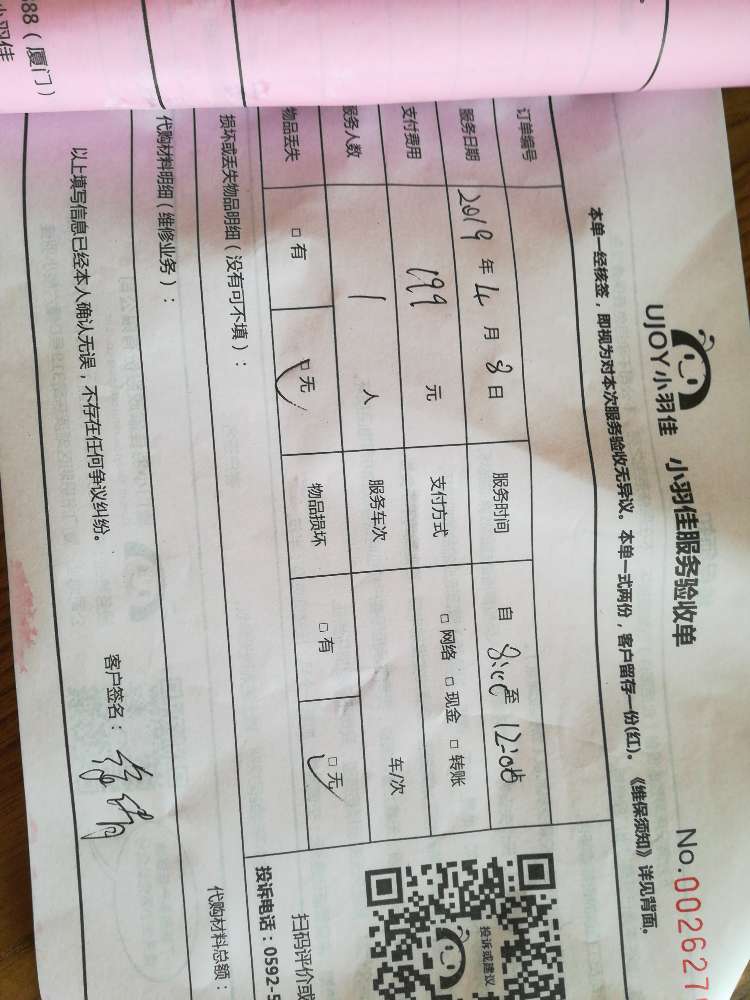 88（厦门）
小羽佳
UJOY小羽佳 小羽佳服务验收单 No.002627
本单一经核签，即视为对本次服务验收无异议。本单一式两份，客户留存一份(红)。《维保须知》详见背面。
订单编号
服务日期 2019 年 4 月 8 日 服务时间 自 8:00 至 12:00
支付费用 199 元 支付方式 □ 网络 □ 现金 □ 转账
服务人数 1 人 服务车次 车/次
物品丢失 □ 有 □ 无 物品损坏 □ 有 □ 无
投诉或建议
扫码评价或
投诉电话：0592-5
损坏或丢失物品明细（没有可不填）：
代购材料明细（维修业务）： 代购材料总额：
以上填写信息已经本人确认无误，不存在任何争议纠纷。 客户签名：